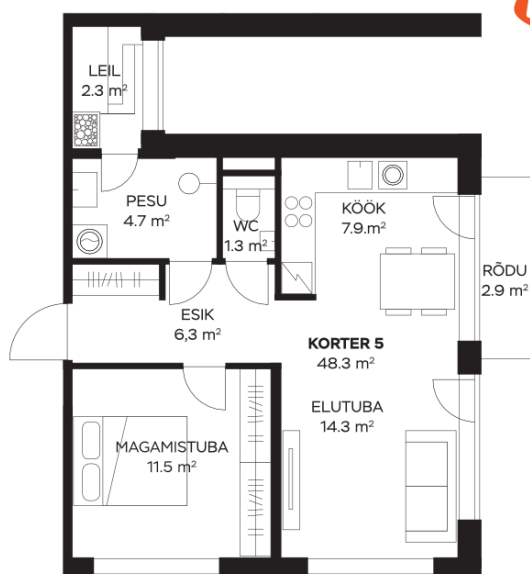 LEIL
2.3 m²
PESU
4.7 m²
WC
1.3 m²
KÖÖK
7.9 m²
RÕDU
2.9 m²
ESIK
6,3 m²
KORTER 5
48.3 m²
ELUTUBA
14.3 m²
MAGAMISTUBA
11.5 m²